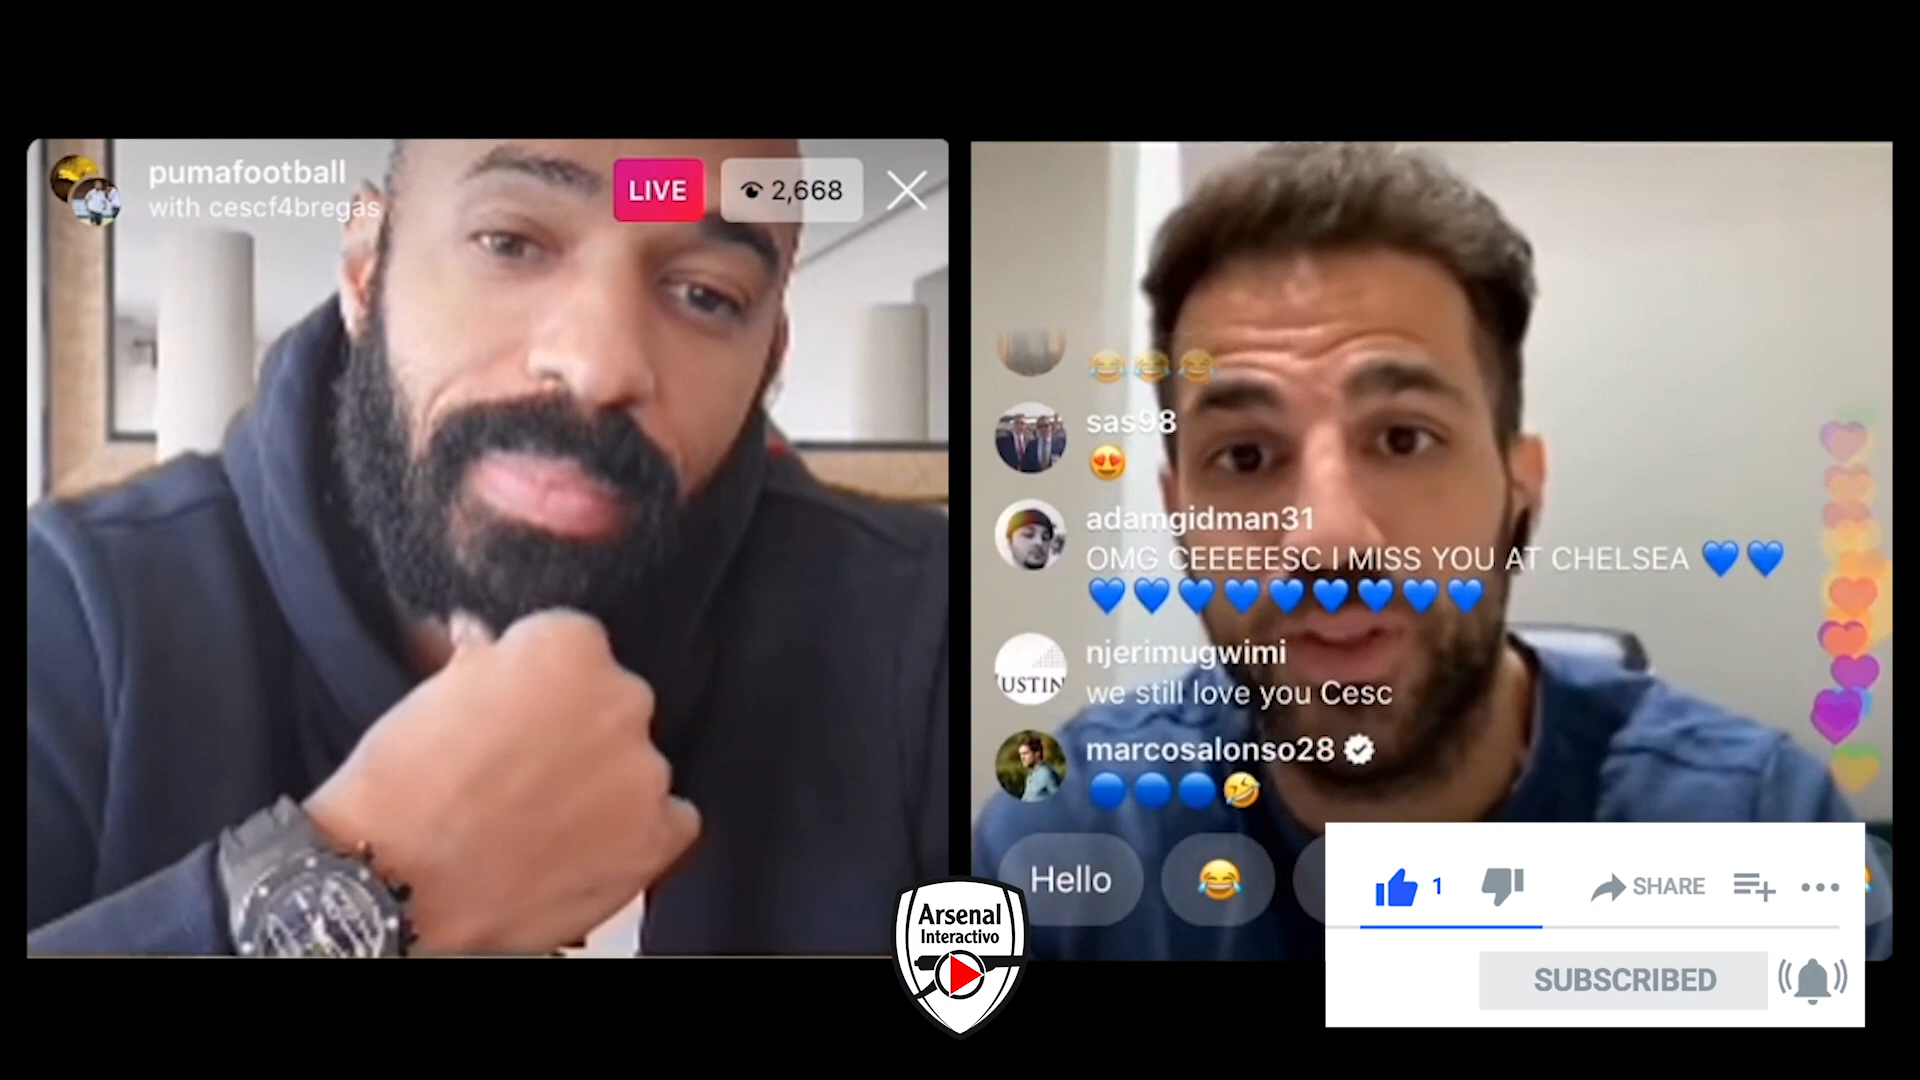 pumafootball
with cescf4bregas
LIVE
2,668
😂😂😂
sas98
😍
adamgidman31
OMG CEEEEESC I MISS YOU AT CHELSEA 💙💙
💙💙💙💙💙💙💙💙💙
njerimugwimi
we still love you Cesc
USTIN
marcosalonso28
🔵🔵🔵🤣
Hello
😂
Arsenal
Interactivo
1
SHARE
SUBSCRIBED